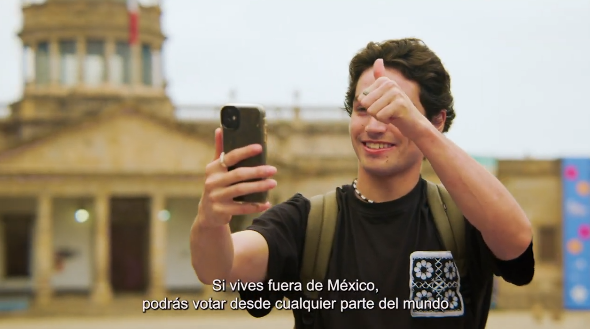 Si vives fuera de México,
podrás votar desde cualquier parte del mundo.